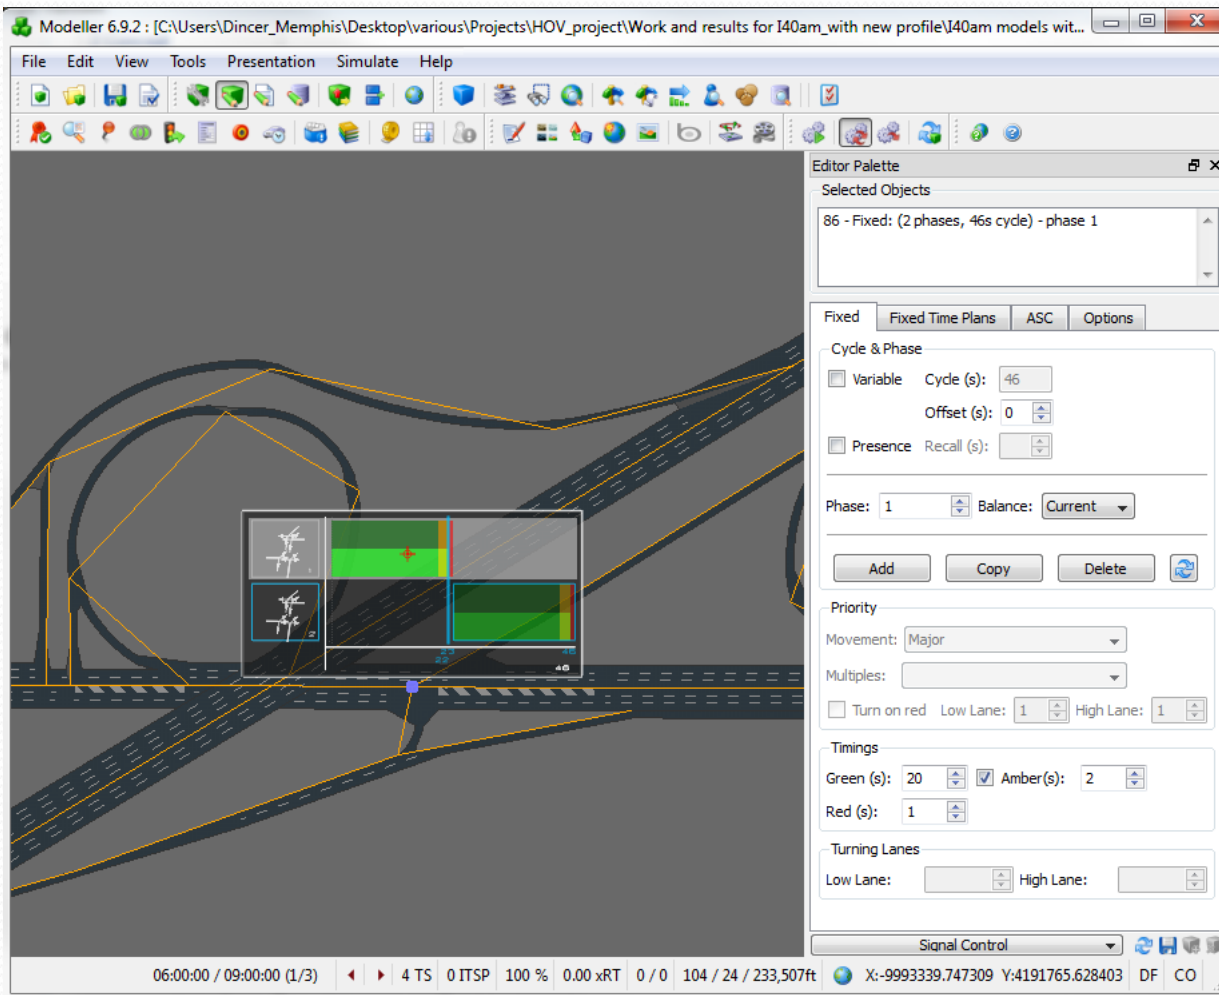 Modeller 6.9.2 : [C:\Users\Dincer_Memphis\Desktop\various\Projects\HOV_project\Work and results for I40am_with new profile\I40am models wit...
File Edit View Tools Presentation Simulate Help
Editor Palette
Selected Objects
86 - Fixed: (2 phases, 46s cycle) - phase 1
Fixed Fixed Time Plans ASC Options
Cycle & Phase
Variable Cycle (s): 46
Offset (s): 0
Presence Recall (s):
Phase: 1 Balance: Current
Add Copy Delete
Priority
Movement: Major
Multiples:
Turn on red Low Lane: 1 High Lane: 1
Timings
Green (s): 20 Amber(s): 2
Red (s): 1
Turning Lanes
Low Lane: High Lane:
Signal Control
1
2
23 46
22
46
06:00:00 / 09:00:00 (1/3) 4 TS 0 ITSP 100 % 0.00 xRT 0 / 0 104 / 24 / 233,507ft X:-9993339.747309 Y:4191765.628403 DF CO